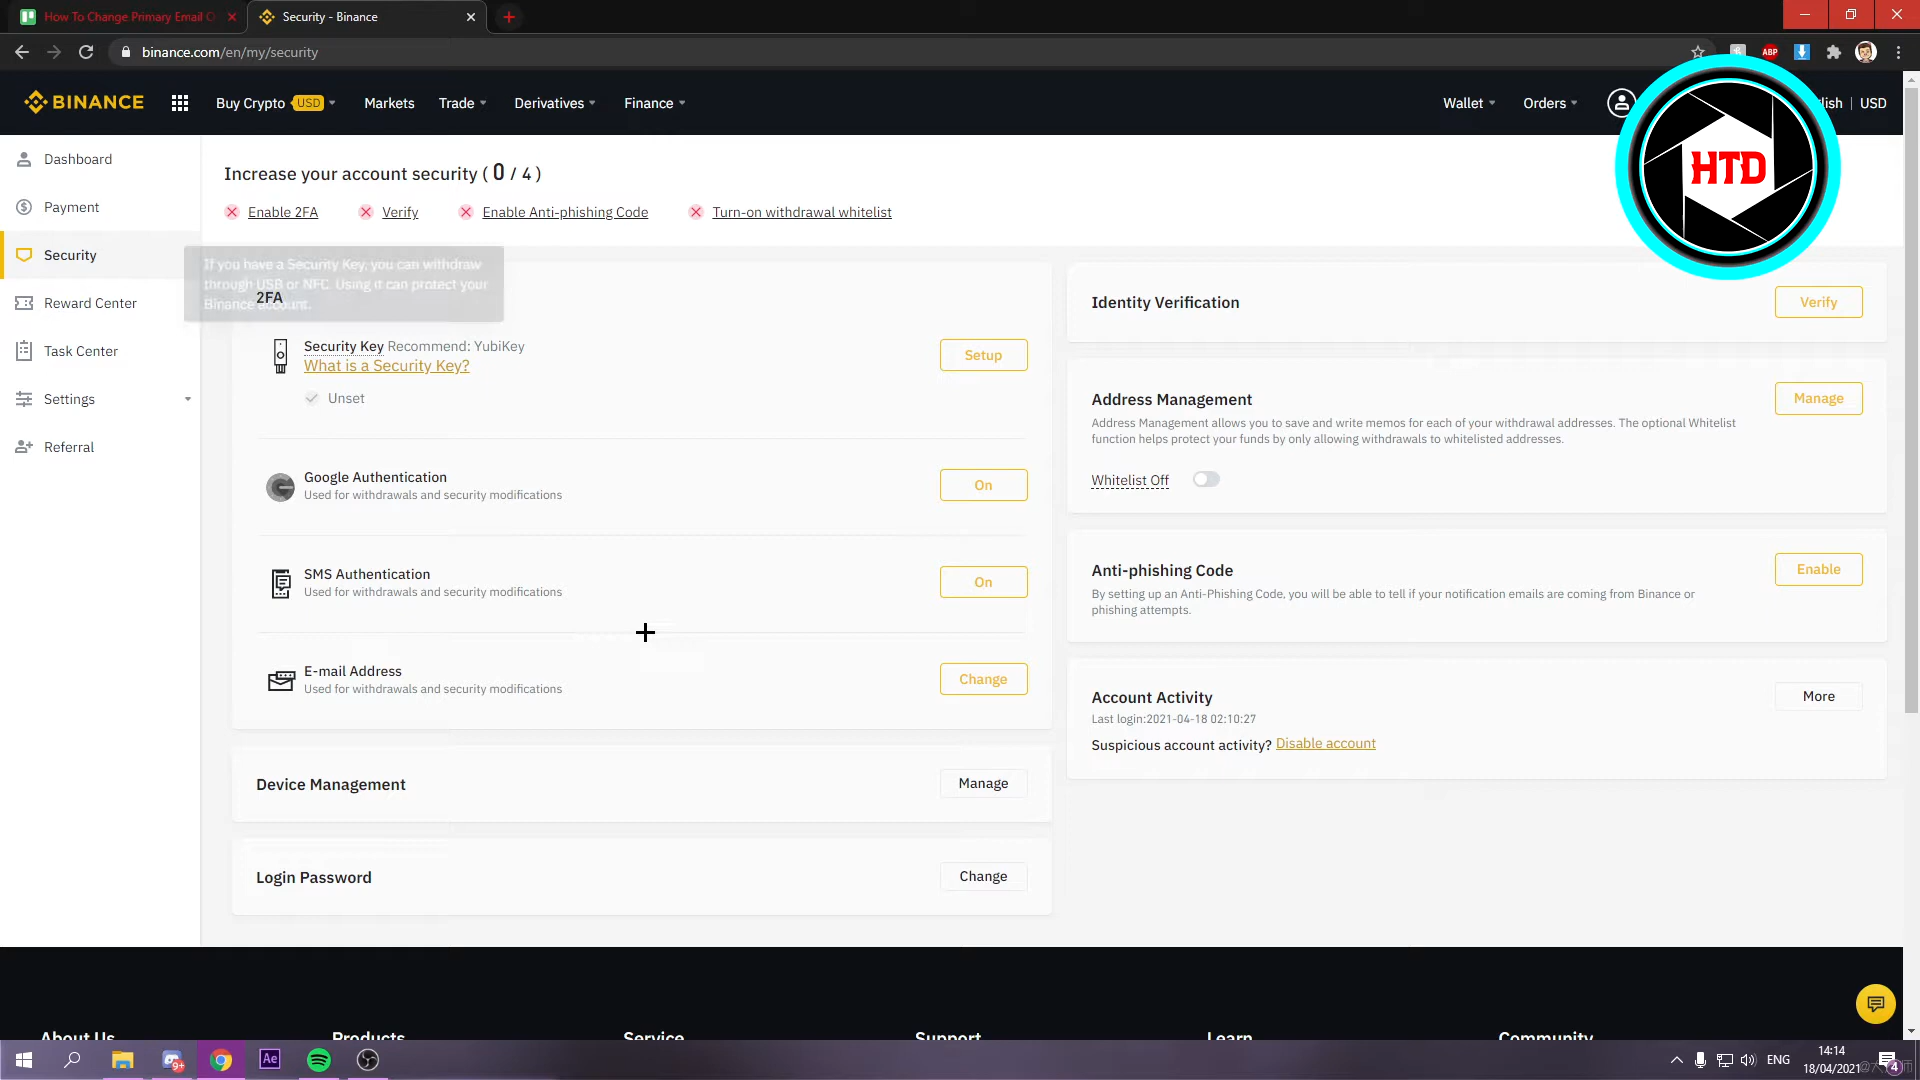 How To Change Primary Email O
Security - Binance
binance.com/en/my/security
ABP
BINANCE
Buy Crypto USD
Markets
Trade
Derivatives
Finance
Wallet
Orders
lish | USD
HTD
Dashboard
Payment
Security
Reward Center
Task Center
Settings
Referral
Increase your account security ( 0 / 4 )
Enable 2FA
Verify
Enable Anti-phishing Code
Turn-on withdrawal whitelist
If you have a Security Key, you can withdraw
through USB or NFC. Using it can protect your
Binance account.
2FA
Security Key Recommend: YubiKey
What is a Security Key?
Unset
Setup
Google Authentication
Used for withdrawals and security modifications
On
SMS Authentication
Used for withdrawals and security modifications
On
E-mail Address
Used for withdrawals and security modifications
Change
Device Management
Manage
Login Password
Change
Identity Verification
Verify
Address Management
Address Management allows you to save and write memos for each of your withdrawal addresses. The optional Whitelist
function helps protect your funds by only allowing withdrawals to whitelisted addresses.
Manage
Whitelist Off
Anti-phishing Code
By setting up an Anti-Phishing Code, you will be able to tell if your notification emails are coming from Binance or
phishing attempts.
Enable
Account Activity
Last login:2021-04-18 02:10:27
Suspicious account activity? Disable account
More
About Us
Products
Service
Support
Learn
Community
9+
Ae
ENG
14:14
18/04/2021
4